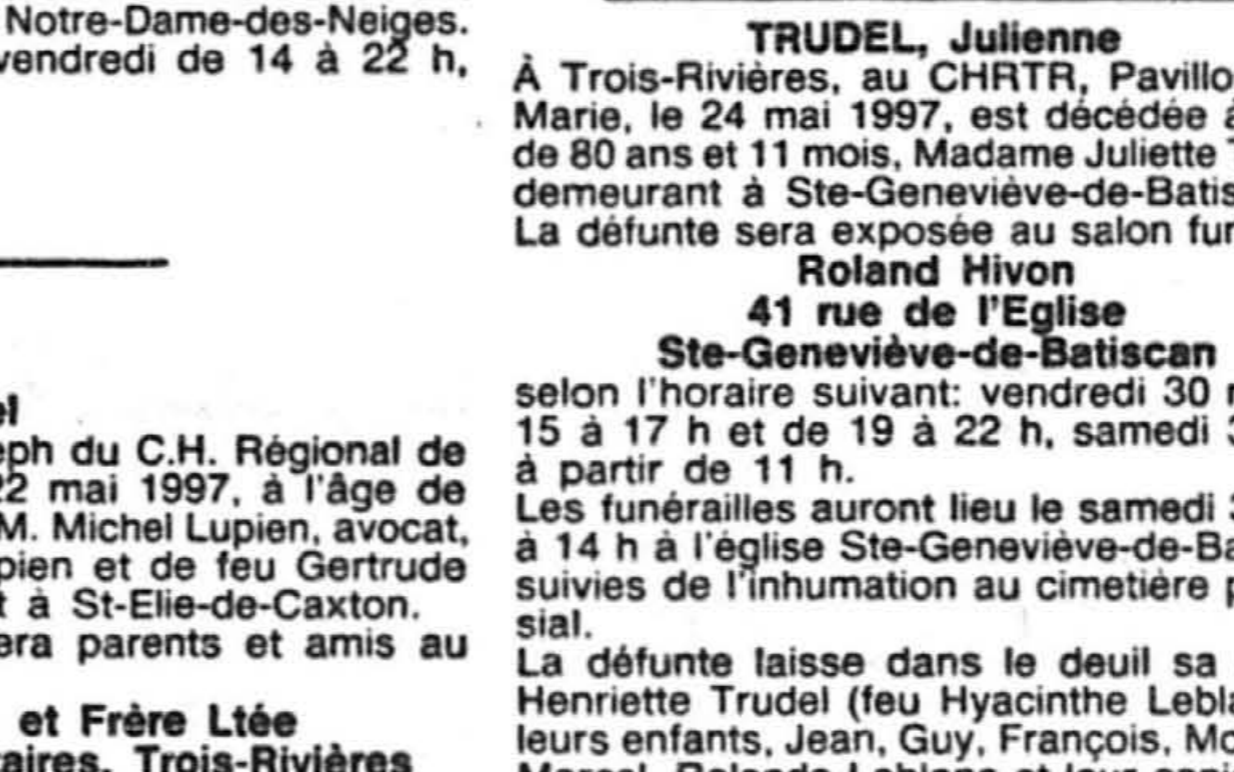 Notre-Dame-des-Neiges.
vendredi de 14 à 22 h,
eph du C.H. Régional de
22 mai 1997, à l'âge de
M. Michel Lupien, avocat,
pien et de feu Gertrude
t à St-Elie-de-Caxton.
era parents et amis au
et Frère Ltée
aires, Trois-Rivières
TRUDEL, Julienne
À Trois-Rivières, au CHRTR, Pavillo
Marie, le 24 mai 1997, est décédée à
de 80 ans et 11 mois, Madame Juliette T
demeurant à Ste-Geneviève-de-Batis
La défunte sera exposée au salon fur
Roland Hivon
41 rue de l'Eglise
Ste-Geneviève-de-Batiscan
selon l'horaire suivant: vendredi 30
15 à 17 h et de 19 à 22 h, samedi 3
à partir de 11 h.
Les funérailles auront lieu le samedi 3
à 14 h à l'église Ste-Geneviève-de-Ba
suivies de l'inhumation au cimetière p
sial.
La défunte laisse dans le deuil sa
Henriette Trudel (feu Hyacinthe Lebla
leurs enfants, Jean, Guy, François, Mo